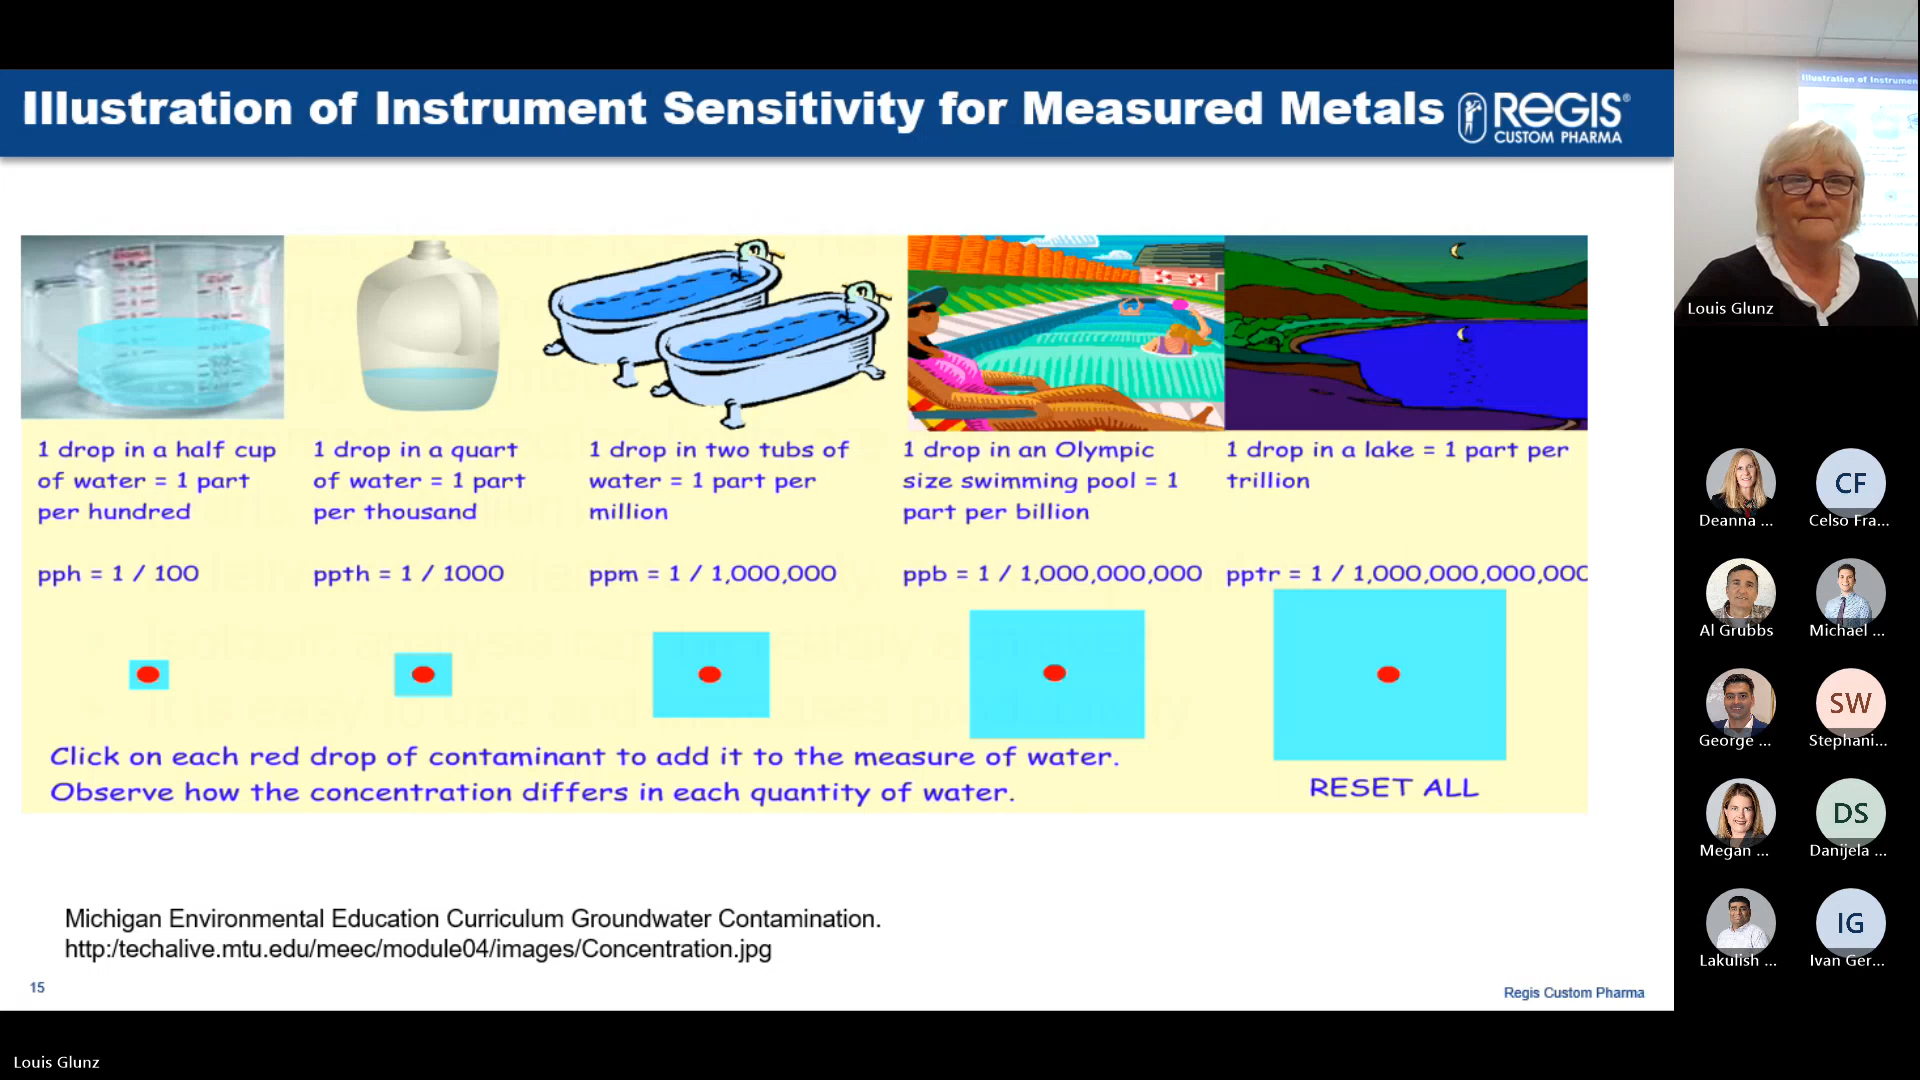 Illustration of Instrument Sensitivity for Measured Metals
REGIS®
CUSTOM PHARMA
1 drop in a half cup
of water = 1 part
per hundred
pph = 1 / 100
1 drop in a quart
of water = 1 part
per thousand
ppth = 1 / 1000
1 drop in two tubs of
water = 1 part per
million
ppm = 1 / 1,000,000
1 drop in an Olympic
size swimming pool = 1
part per billion
ppb = 1 / 1,000,000,000
1 drop in a lake = 1 part per
trillion
pptr = 1 / 1,000,000,000,000
Click on each red drop of contaminant to add it to the measure of water.
Observe how the concentration differs in each quantity of water.
RESET ALL
Michigan Environmental Education Curriculum Groundwater Contamination.
http:/techalive.mtu.edu/meec/module04/images/Concentration.jpg
15
Regis Custom Pharma
Louis Glunz
Illustration of Instrumen
Louis Glunz
Deanna ...
CF
Celso Fra...
Al Grubbs
Michael ...
George ...
SW
Stephani...
Megan ...
DS
Danijela ...
Lakulish ...
IG
Ivan Ger...